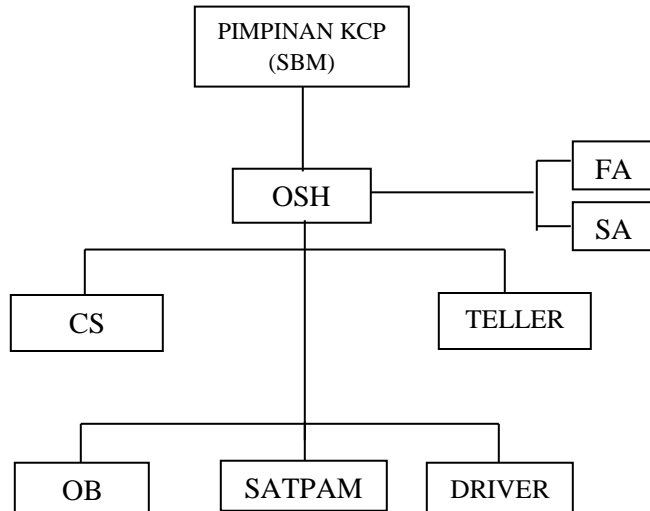 PIMPINAN KCP
(SBM)
FA
OSH
SA
CS
TELLER
OB
SATPAM
DRIVER